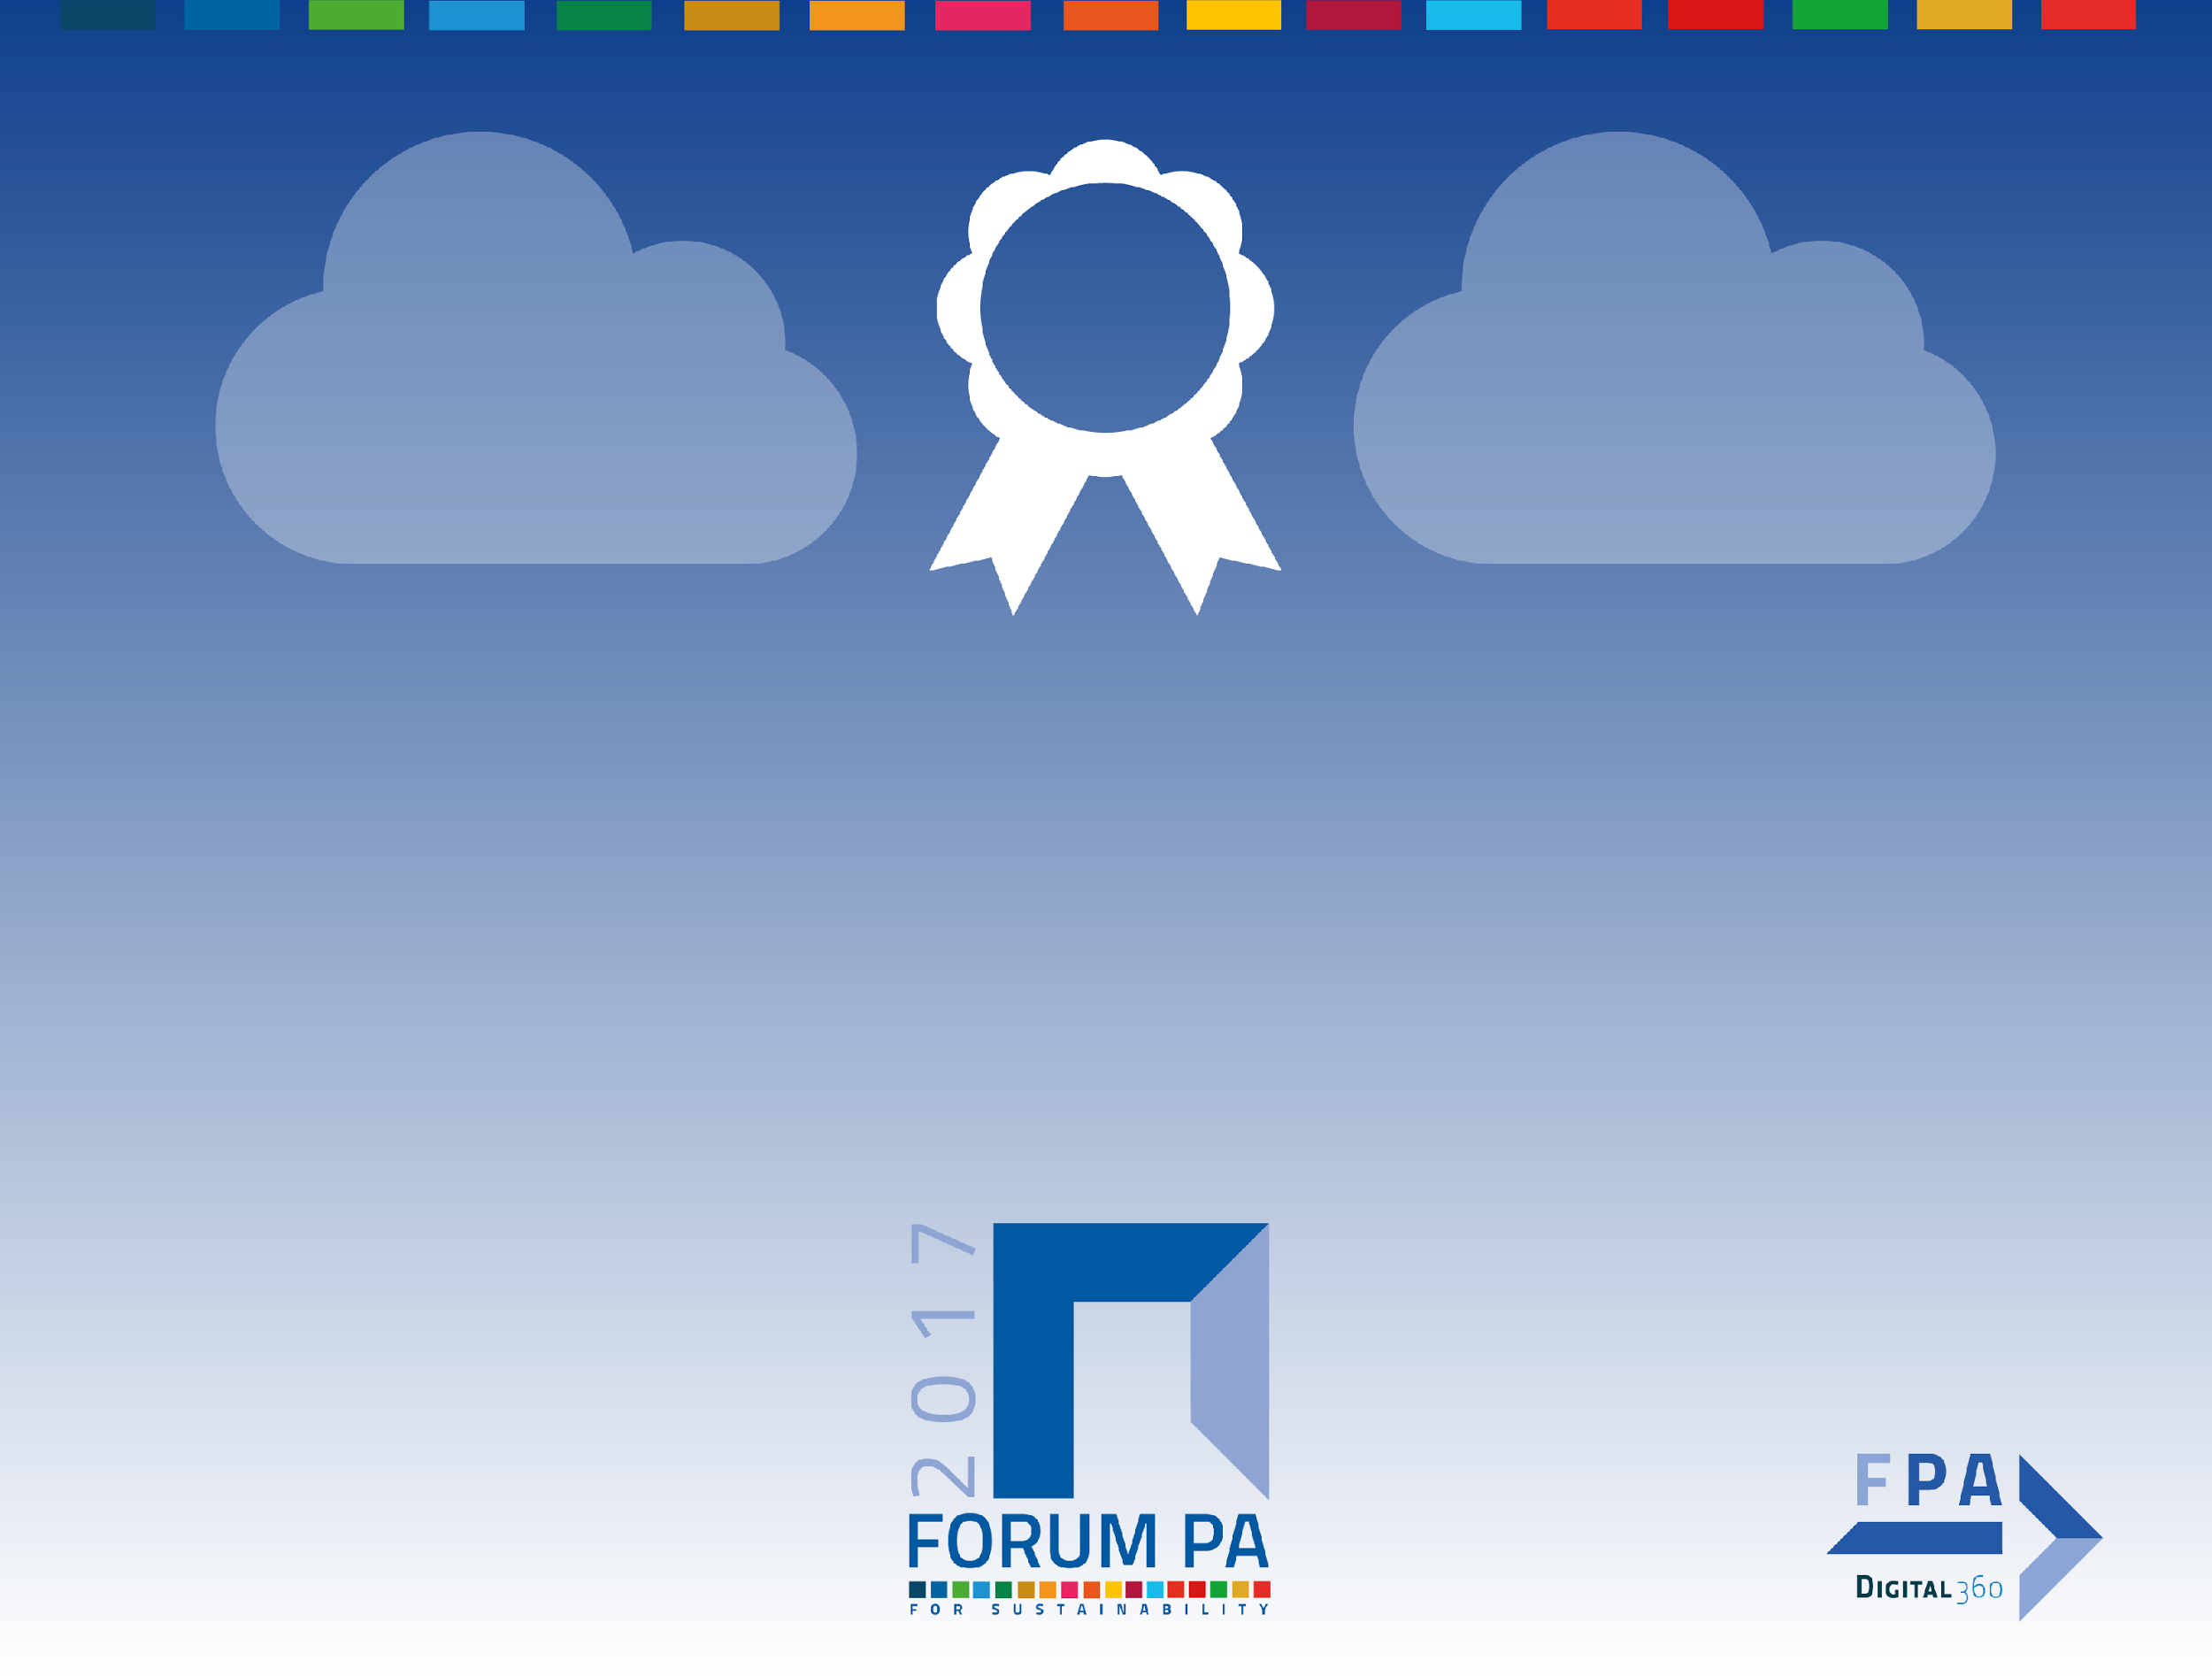 2017
FORUM PA
FOR SUSTAINABILITY
FPA
DIGITAL360